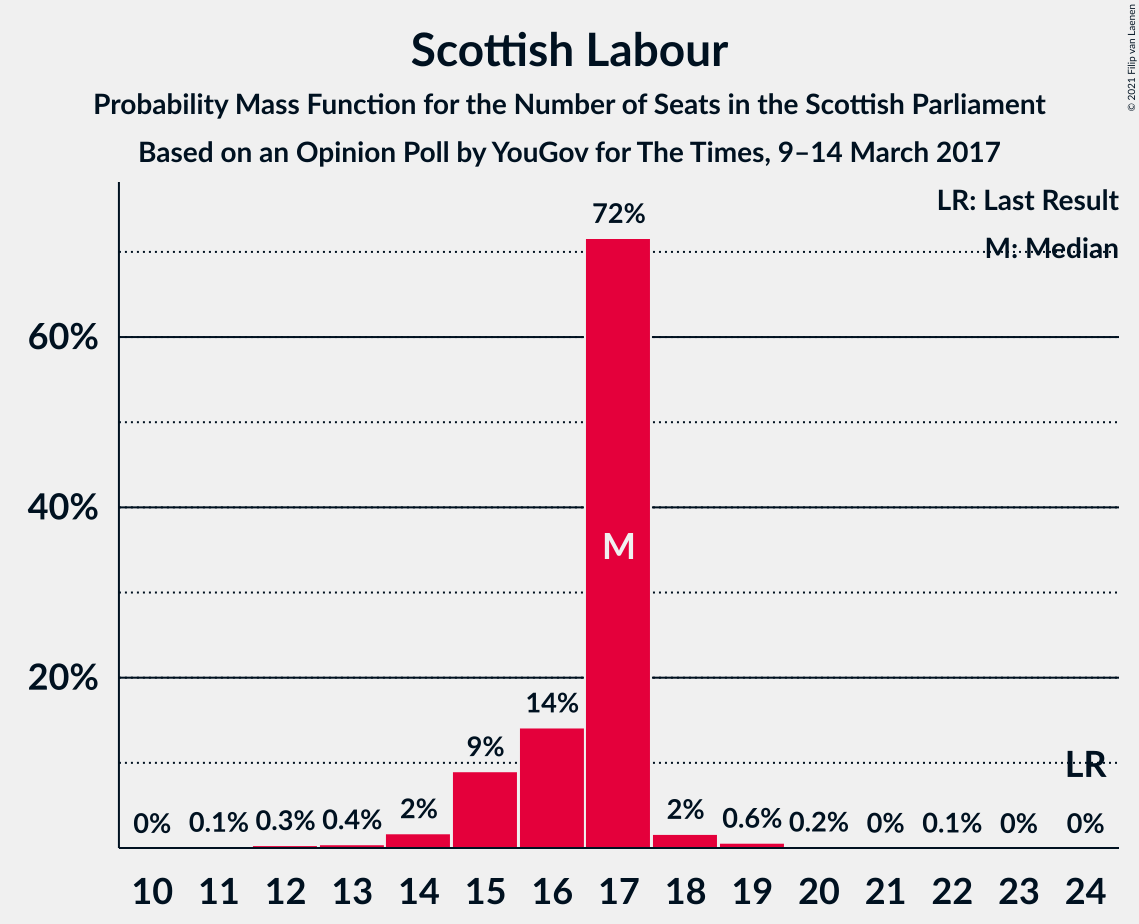 Scottish Labour
Probability Mass Function for the Number of Seats in the Scottish Parliament
Based on an Opinion Poll by YouGov for The Times, 9–14 March 2017
© 2021 Filip van Laenen
LR: Last Result
M: Median
72%
60%
40%
M
20%
14%
9%
LR
0% 0.1% 0.3% 0.4% 2% 2% 0.6% 0.2% 0% 0.1% 0% 0%
10 11 12 13 14 15 16 17 18 19 20 21 22 23 24